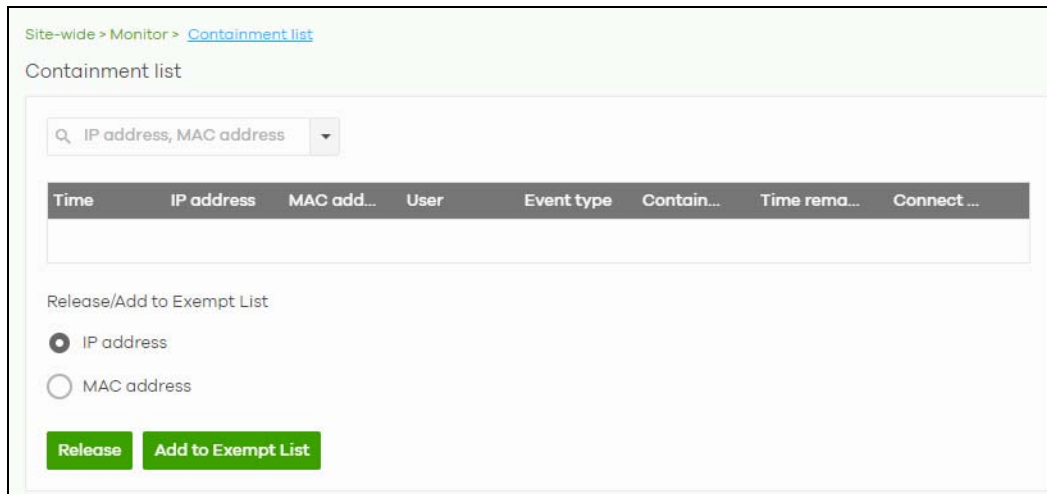 Site-wide > Monitor > Containment list
Containment list
IP address, MAC address
Time IP address MAC add... User Event type Contain... Time rema... Connect ...
Release/Add to Exempt List
IP address
MAC address
Release Add to Exempt List